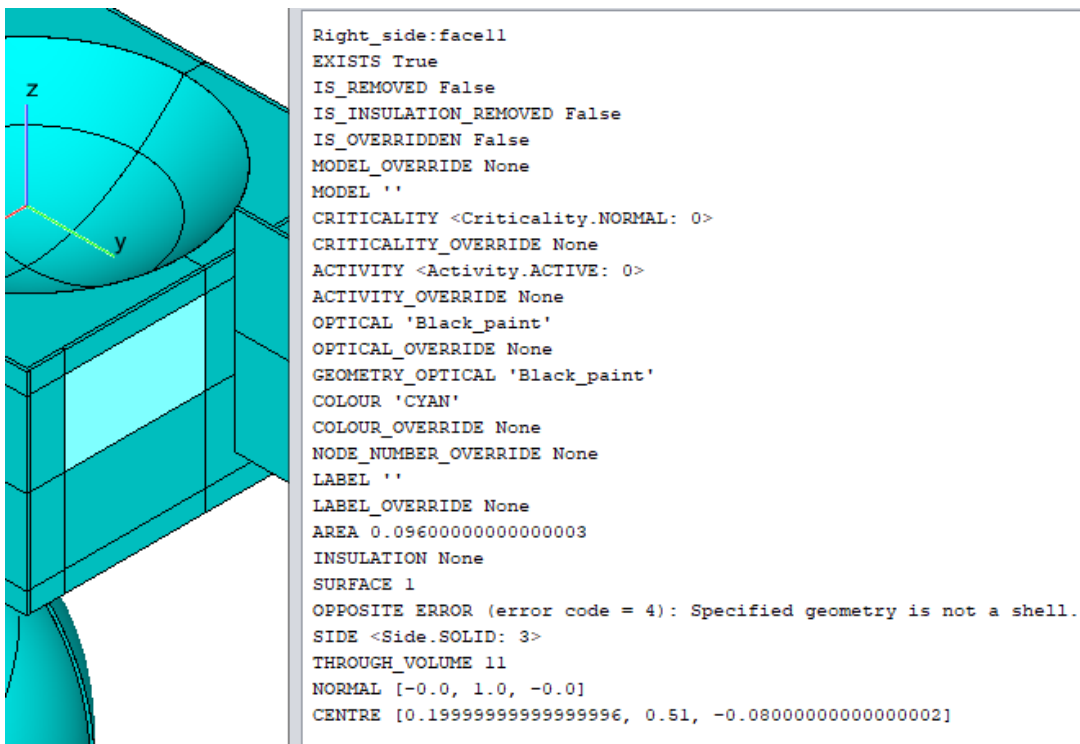 z
y
Right_side:face11
EXISTS True
IS_REMOVED False
IS_INSULATION_REMOVED False
IS_OVERRIDDEN False
MODEL_OVERRIDE None
MODEL ''
CRITICALITY <Criticality.NORMAL: 0>
CRITICALITY_OVERRIDE None
ACTIVITY <Activity.ACTIVE: 0>
ACTIVITY_OVERRIDE None
OPTICAL 'Black_paint'
OPTICAL_OVERRIDE None
GEOMETRY_OPTICAL 'Black_paint'
COLOUR 'CYAN'
COLOUR_OVERRIDE None
NODE_NUMBER_OVERRIDE None
LABEL ''
LABEL_OVERRIDE None
AREA 0.09600000000000003
INSULATION None
SURFACE 1
OPPOSITE ERROR (error code = 4): Specified geometry is not a shell.
SIDE <Side.SOLID: 3>
THROUGH_VOLUME 11
NORMAL [-0.0, 1.0, -0.0]
CENTRE [0.19999999999999996, 0.51, -0.08000000000000002]